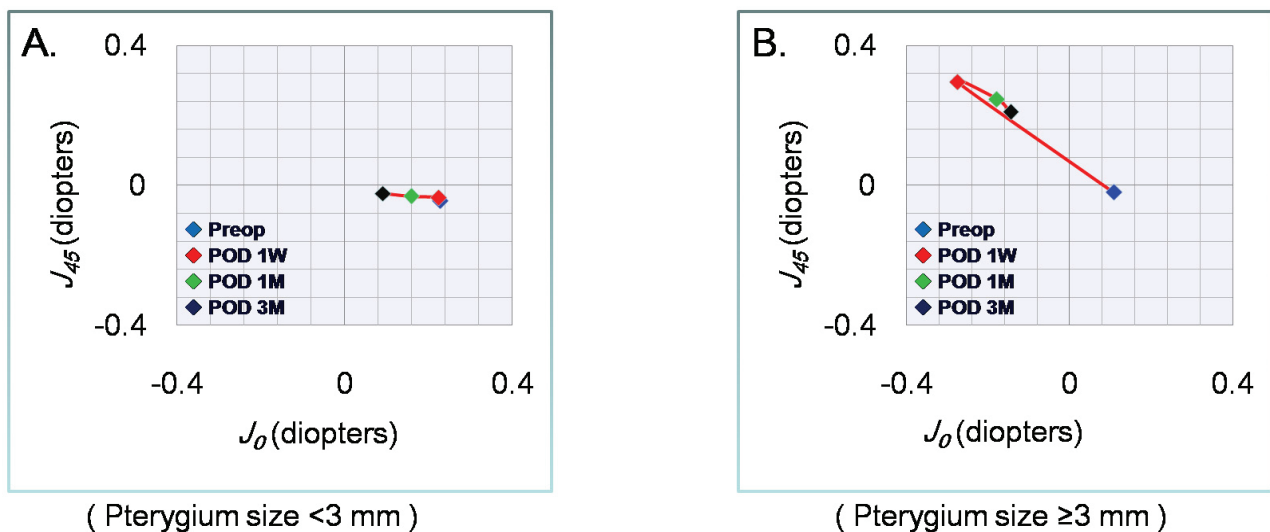 A.
0.4
0
-0.4
J45 (diopters)
Preop
POD 1W
POD 1M
POD 3M
-0.4 0 0.4
J0 (diopters)
( Pterygium size <3 mm )
B.
0.4
0
-0.4
J45 (diopters)
Preop
POD 1W
POD 1M
POD 3M
-0.4 0 0.4
J0 (diopters)
( Pterygium size ≥3 mm )